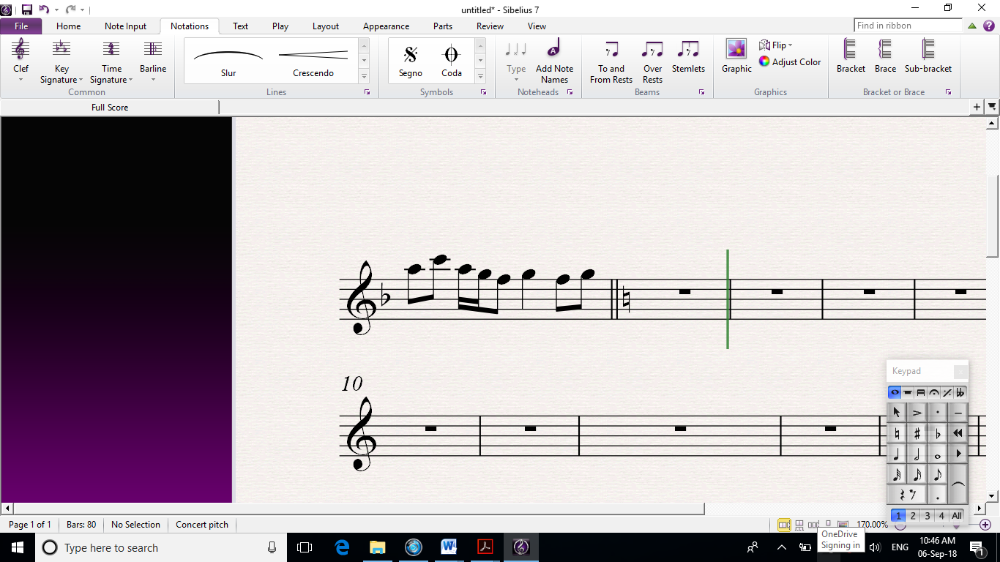 untitled* - Sibelius 7
File Home Note Input Notations Text Play Layout Appearance Parts Review View Find in ribbon
Clef Key Signature Time Signature Barline
Common
Slur Crescendo
Lines
Segno Coda
Symbols
Type Add Note Names
Noteheads
To and From Rests Over Rests Stemlets
Beams
Graphic Flip Adjust Color
Graphics
Bracket Brace Sub-bracket
Bracket or Brace
Full Score
10
Keypad
1 2 3 4 All
Page 1 of 1 Bars: 80 No Selection Concert pitch 170.00%
OneDrive
Signing in
Type here to search ENG 10:46 AM
06-Sep-18 1